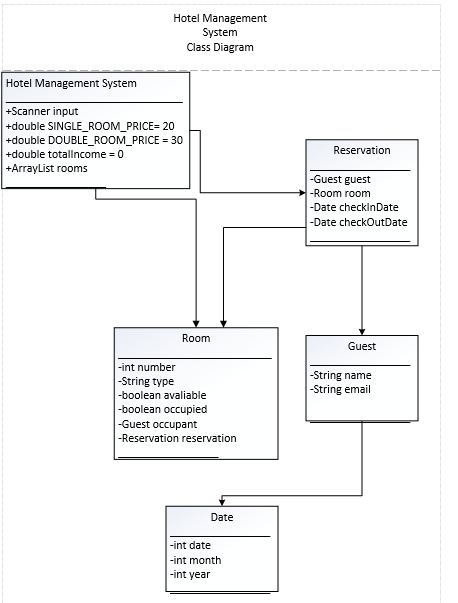 Hotel Management
System
Class Diagram
Hotel Management System
+Scanner input
+double SINGLE_ROOM_PRICE= 20
+double DOUBLE_ROOM_PRICE = 30
+double totalIncome = 0
+ArrayList rooms
Reservation
-Guest guest
-Room room
-Date checkInDate
-Date checkOutDate
Room
-int number
-String type
-boolean avaliable
-boolean occupied
-Guest occupant
-Reservation reservation
Guest
-String name
-String email
Date
-int date
-int month
-int year